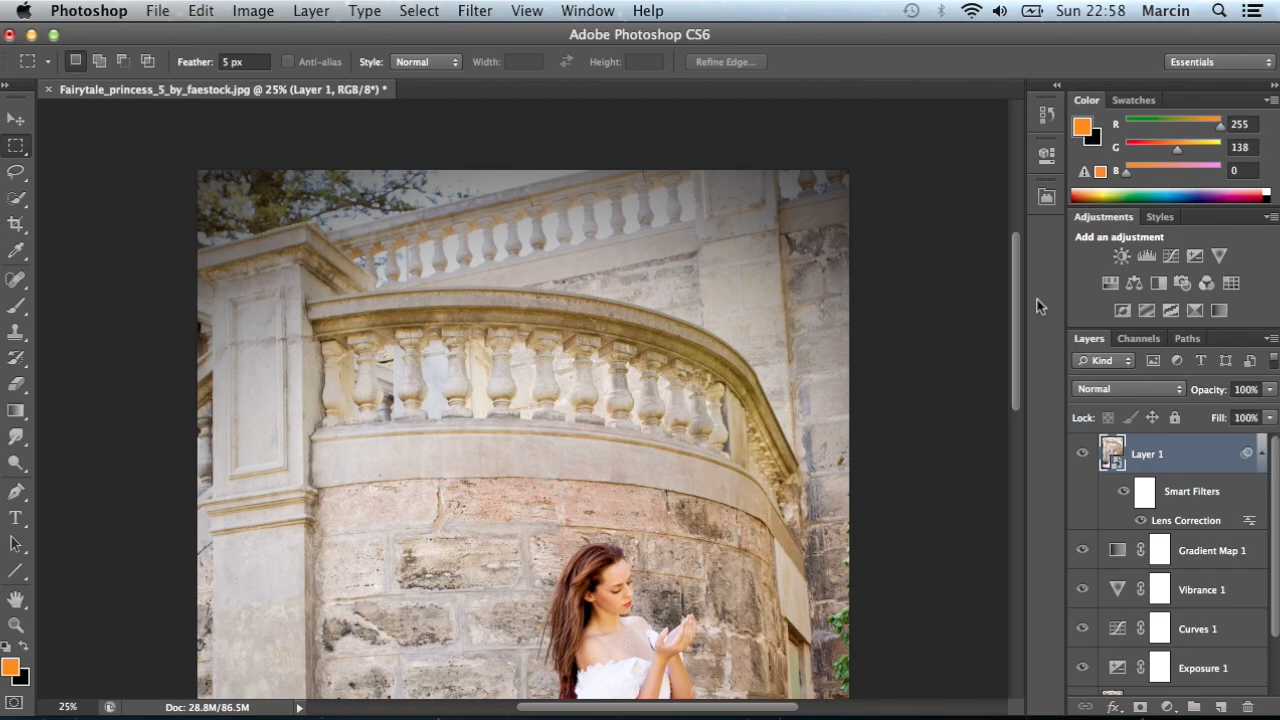 Photoshop File Edit Image Layer Type Select Filter View Window Help Sun 22:58 Marcin
Adobe Photoshop CS6
Feather: 5 px Anti-alias Style: Normal Width: Height: Refine Edge... Essentials
Fairytale_princess_5_by_faestock.jpg @ 25% (Layer 1, RGB/8*) *
Color Swatches
R 255
G 138
B 0
Adjustments Styles
Add an adjustment
Layers Channels Paths
Kind
Normal Opacity: 100%
Lock: Fill: 100%
Layer 1
Smart Filters
Lens Correction
Gradient Map 1
Vibrance 1
Curves 1
Exposure 1
25% Doc: 28.8M/86.5M